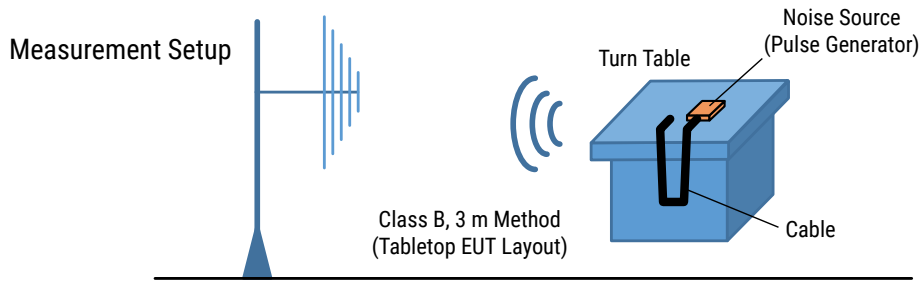 Measurement Setup
Noise Source
(Pulse Generator)
Turn Table
Class B, 3 m Method
(Tabletop EUT Layout)
Cable